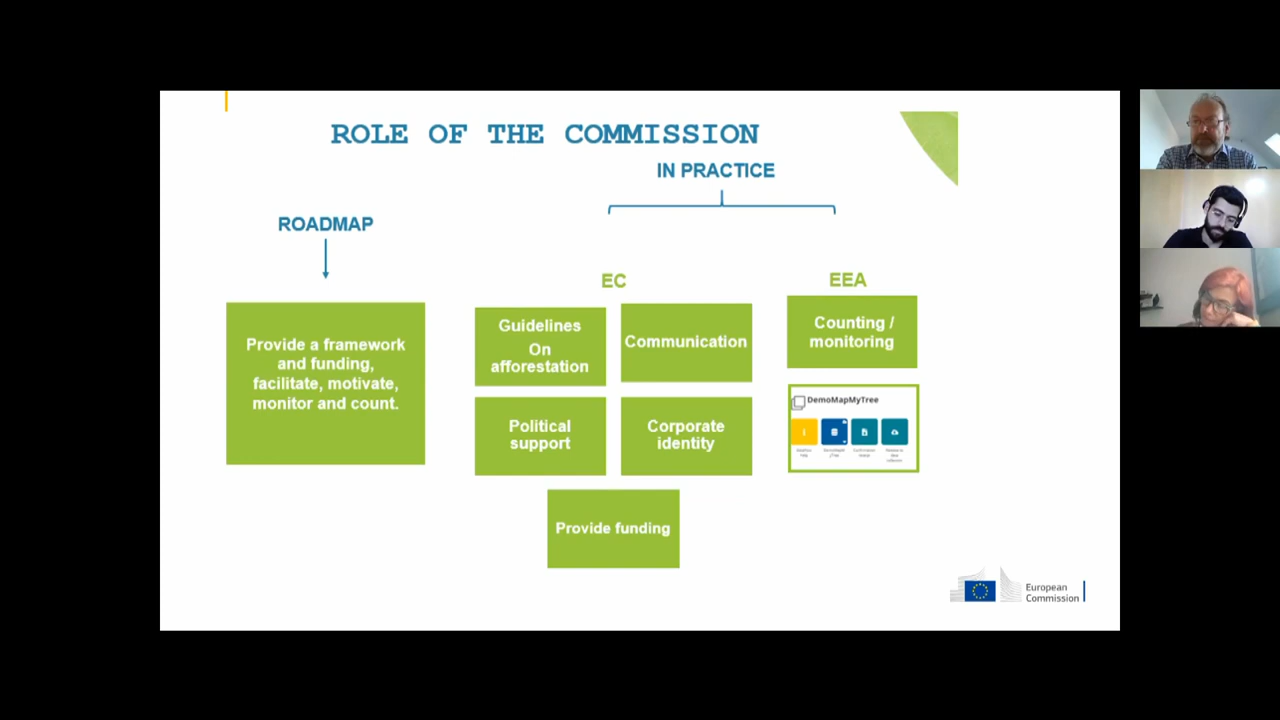 ROLE OF THE COMMISSION
IN PRACTICE
ROADMAP
Provide a framework
and funding,
facilitate, motivate,
monitor and count.
EC
Guidelines
On
afforestation
Communication
Political
support
Corporate
identity
Provide funding
EEA
Counting /
monitoring
DemoMapMyTree
European
Commission